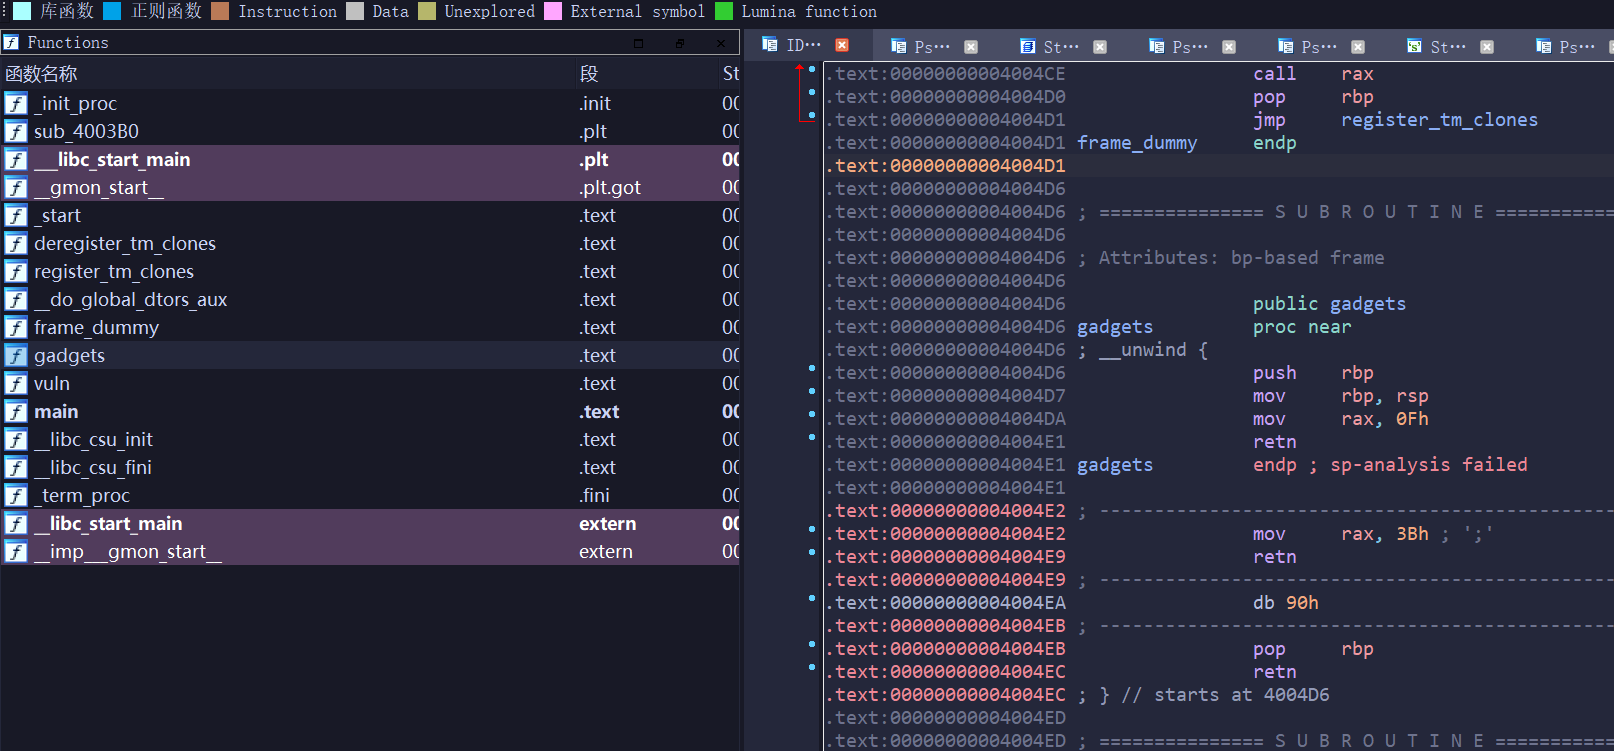 库函数 正则函数 Instruction Data Unexplored External symbol Lumina function
Functions
函数名称 段 St
_init_proc .init 00
sub_4003B0 .plt 00
___libc_start_main .plt 00
__gmon_start__ .plt.got 00
_start .text 00
deregister_tm_clones .text 00
register_tm_clones .text 00
__do_global_dtors_aux .text 00
frame_dummy .text 00
gadgets .text 00
vuln .text 00
main .text 00
__libc_csu_init .text 00
__libc_csu_fini .text 00
_term_proc .fini 00
__libc_start_main extern 00
__imp___gmon_start__ extern 00
ID··· Ps··· St··· Ps··· Ps··· St··· Ps···
.text:00000000004004CE call rax
.text:00000000004004D0 pop rbp
.text:00000000004004D1 jmp register_tm_clones
.text:00000000004004D1 frame_dummy endp
.text:00000000004004D1
.text:00000000004004D6
.text:00000000004004D6 ; =============== S U B R O U T I N E ===========
.text:00000000004004D6
.text:00000000004004D6 ; Attributes: bp-based frame
.text:00000000004004D6
.text:00000000004004D6 public gadgets
.text:00000000004004D6 gadgets proc near
.text:00000000004004D6 ; __unwind {
.text:00000000004004D6 push rbp
.text:00000000004004D7 mov rbp, rsp
.text:00000000004004DA mov rax, 0Fh
.text:00000000004004E1 retn
.text:00000000004004E1 gadgets endp ; sp-analysis failed
.text:00000000004004E1
.text:00000000004004E2 ; -----------------------------------------------
.text:00000000004004E2 mov rax, 3Bh ; ';'
.text:00000000004004E9 retn
.text:00000000004004E9 ; -----------------------------------------------
.text:00000000004004EA db 90h
.text:00000000004004EB ; -----------------------------------------------
.text:00000000004004EB pop rbp
.text:00000000004004EC retn
.text:00000000004004EC ; } // starts at 4004D6
.text:00000000004004ED
.text:00000000004004ED ; =============== S U B R O U T I N E ===========